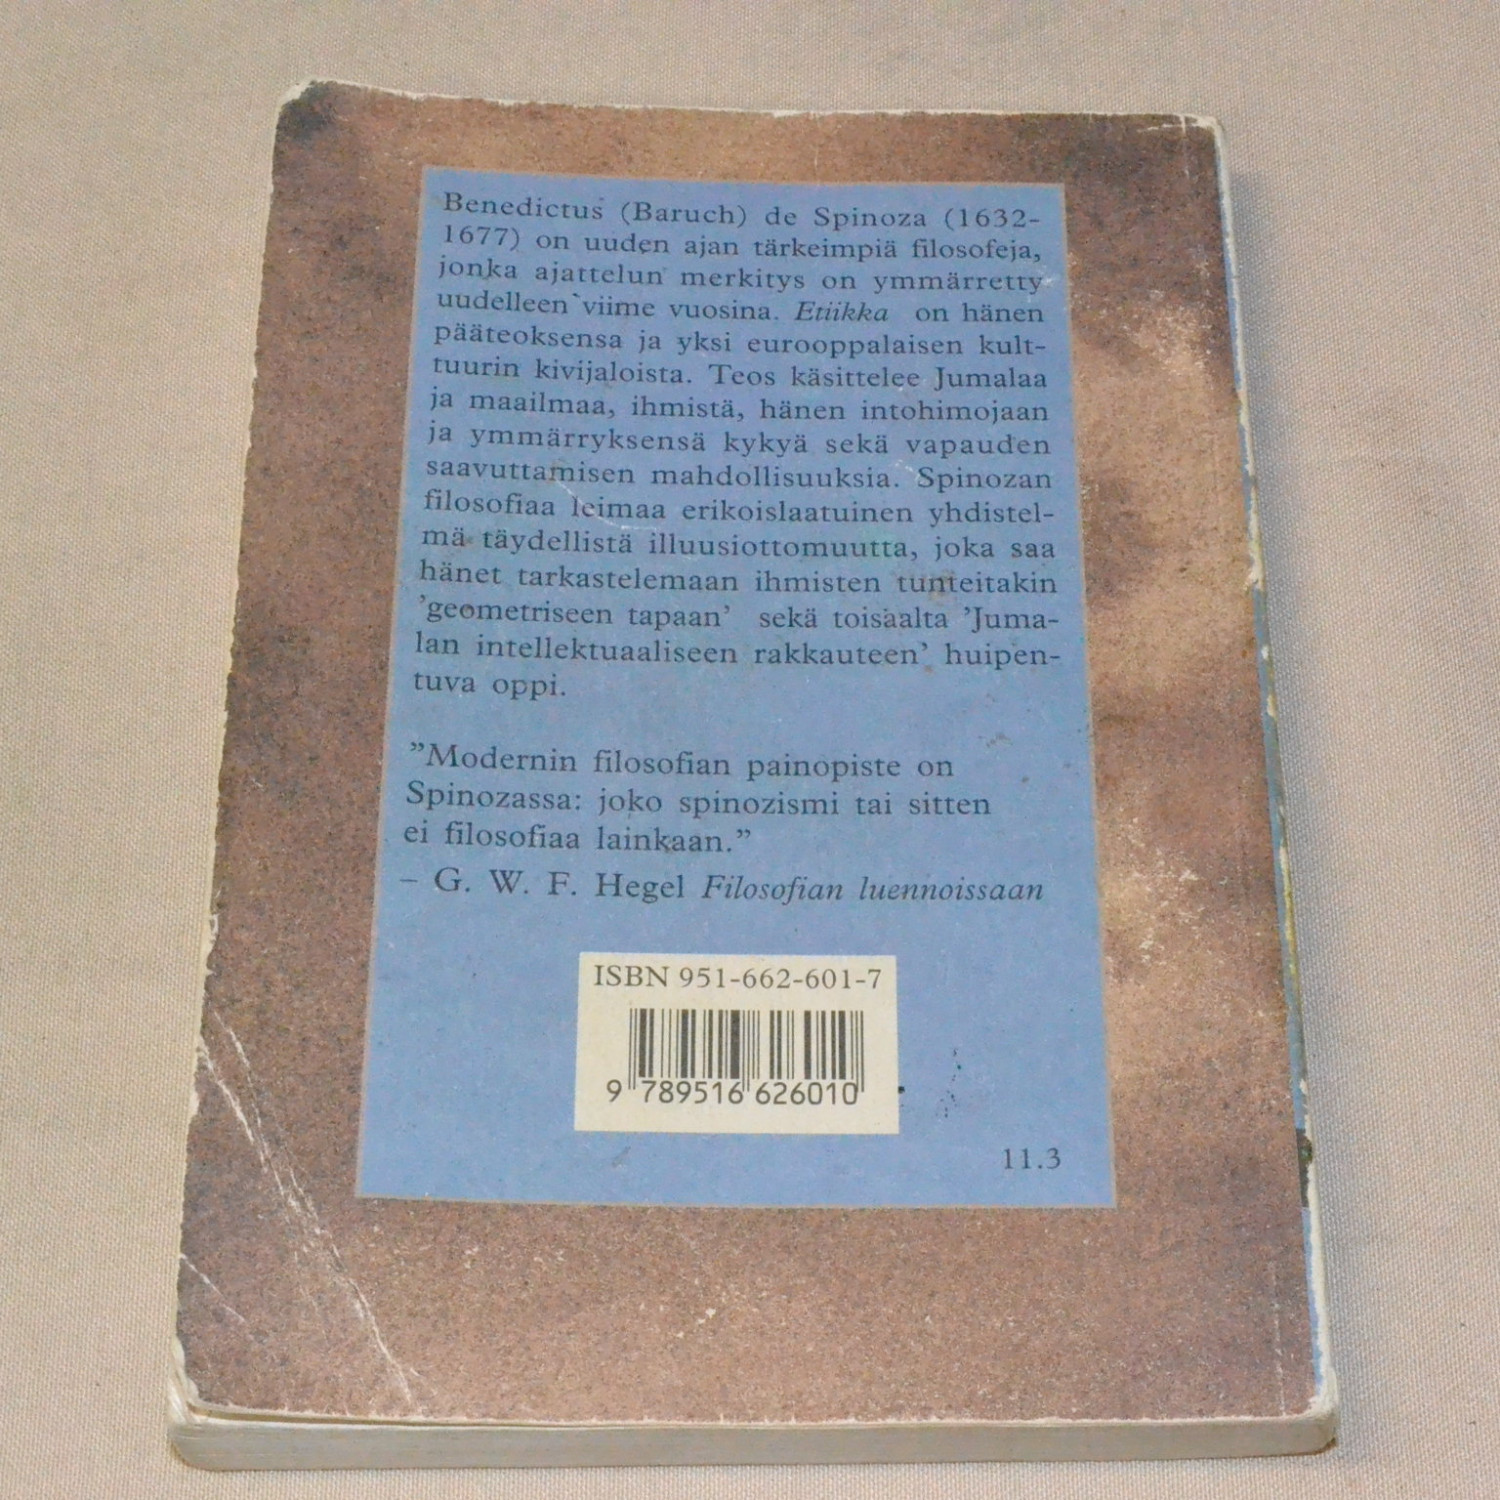 Benedictus (Baruch) de Spinoza (1632-
1677) on uuden ajan tärkeimpiä filosofeja,
jonka ajattelun merkitys on ymmärretty
uudelleen viime vuosina. Etiikka on hänen
pääteoksensa ja yksi eurooppalaisen kult-
tuurin kivijaloista. Teos käsittelee Jumalaa
ja maailmaa, ihmistä, hänen intohimojaan
ja ymmärryksensä kykyä sekä vapauden
saavuttamisen mahdollisuuksia. Spinozan
filosofiaa leimaa erikoislaatuinen yhdistel-
mä täydellistä illuusiottomuutta, joka saa
hänet tarkastelemaan ihmisten tunteitakin
’geometriseen tapaan’ sekä toisaalta ’Juma-
lan intellektuaaliseen rakkauteen’ huipen-
tuva oppi.
”Modernin filosofian painopiste on
Spinozassa: joko spinozismi tai sitten
ei filosofiaa lainkaan.”
– G. W. F. Hegel Filosofian luennoissaan
ISBN 951-662-601-7
9 789516 626010
11.3